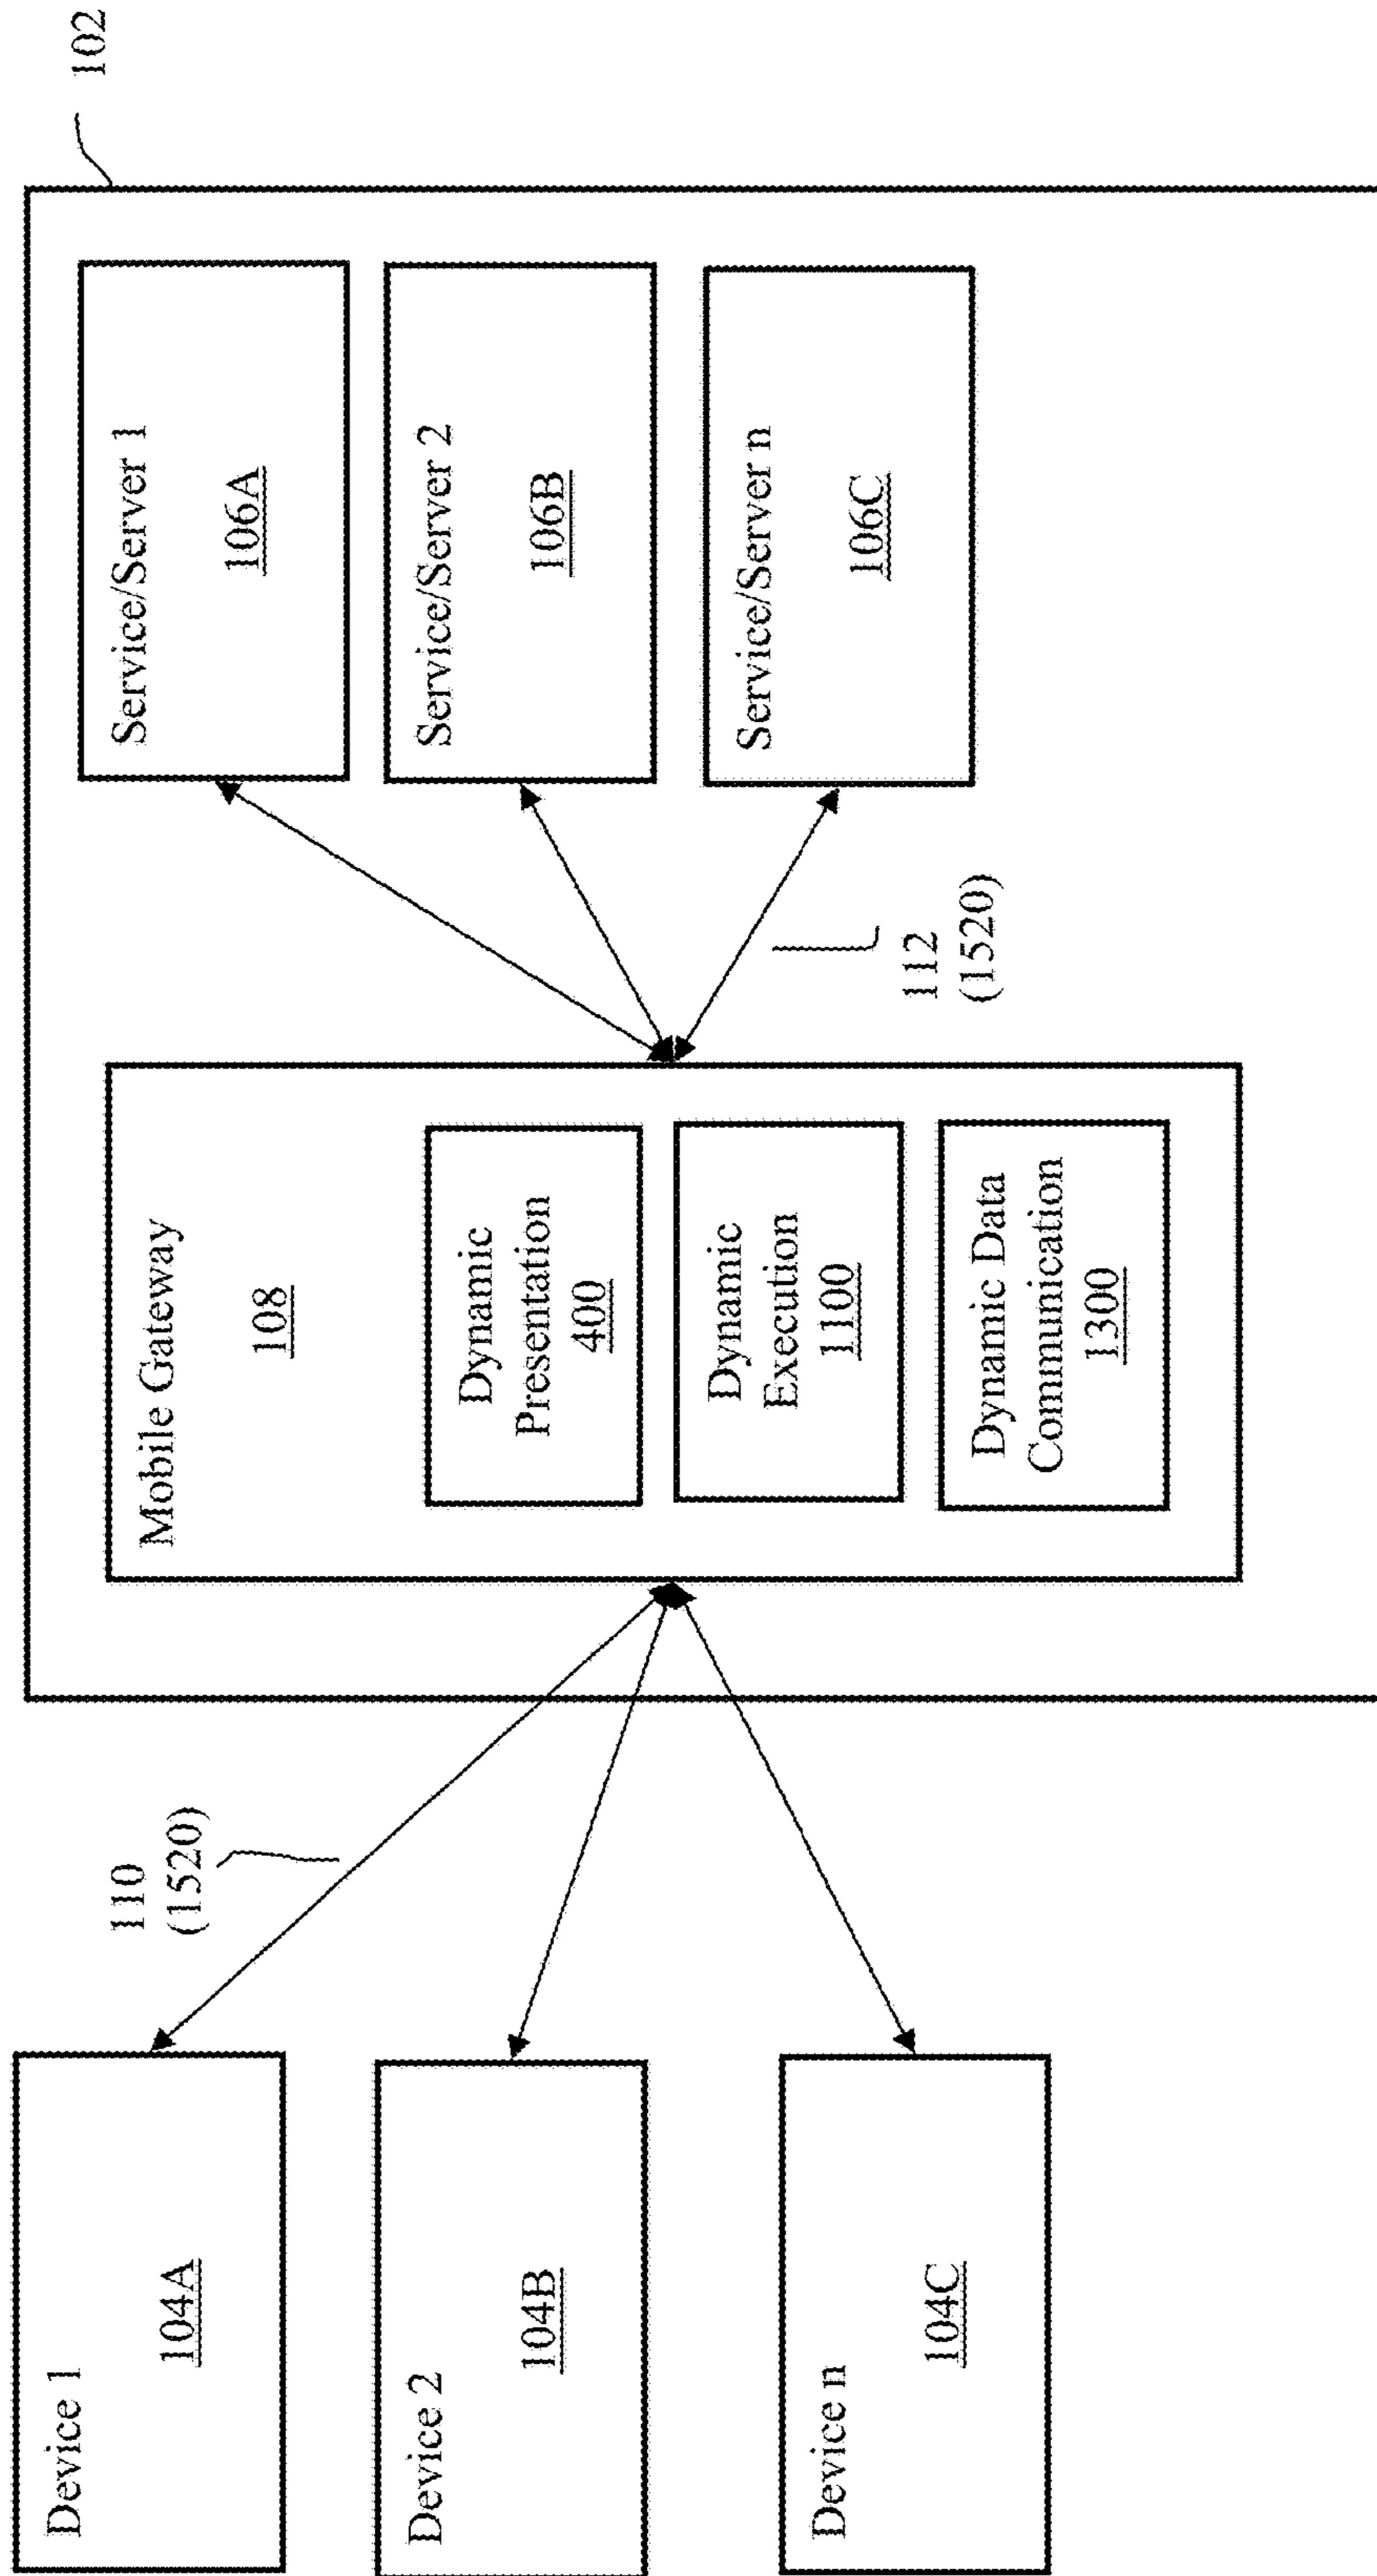 102
Device 1
104A
Device 2
104B
Device n
104C
110
(1520)
Mobile Gateway
108
Dynamic
Presentation
400
Dynamic
Execution
1100
Dynamic Data
Communication
1300
112
(1520)
Service/Server 1
106A
Service/Server 2
106B
Service/Server n
106C